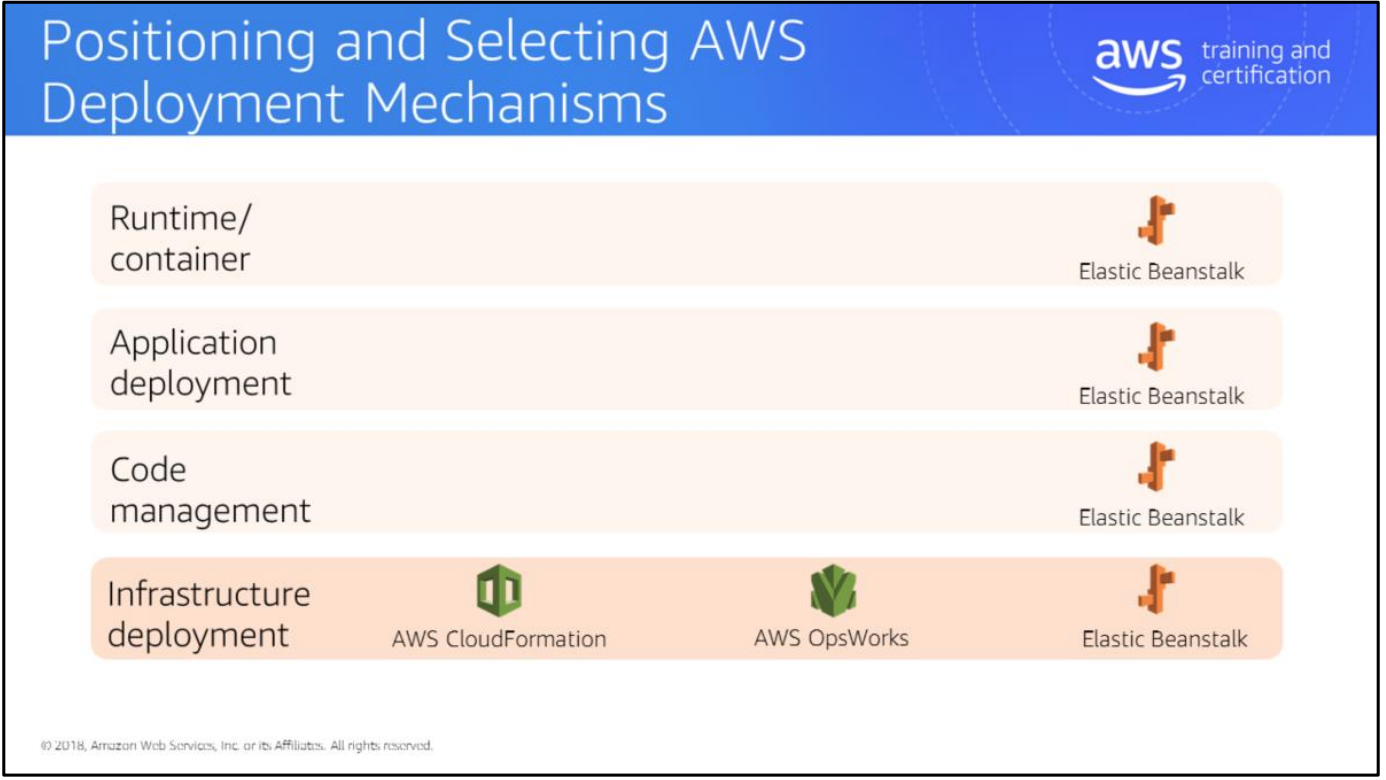 Positioning and Selecting AWS
Deployment Mechanisms
aws training and
certification
Runtime/
container
Elastic Beanstalk
Application
deployment
Elastic Beanstalk
Code
management
Elastic Beanstalk
Infrastructure
deployment
AWS CloudFormation
AWS OpsWorks
Elastic Beanstalk
© 2018, Amazon Web Services, Inc. or its Affiliates. All rights reserved.